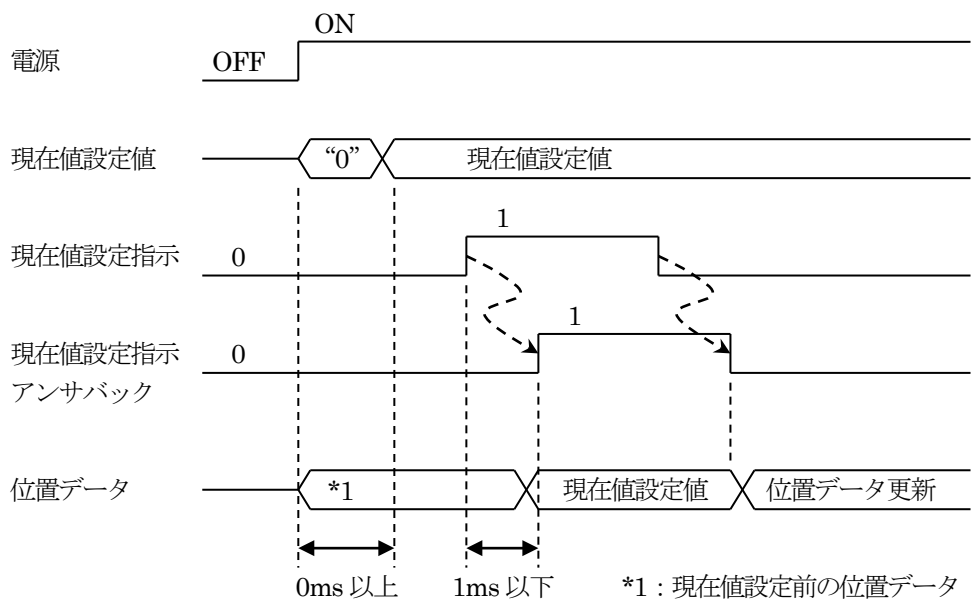 ON
電源 OFF
現在値設定値 “0” 現在値設定値
1
現在値設定指示 0
1
現在値設定指示 0
アンサバック
位置データ *1 現在値設定値 位置データ更新
0ms 以上 1ms 以下 *1：現在値設定前の位置データ